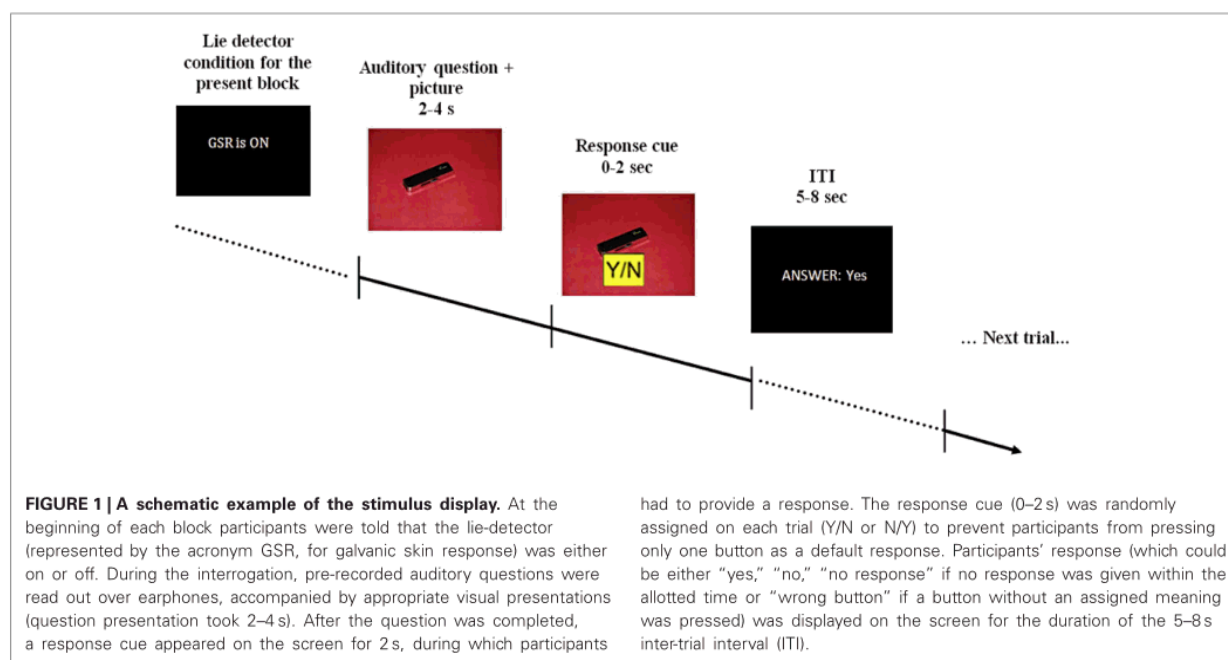 Lie detector
condition for the
present block
GSR is ON
Auditory question +
picture
2-4 s
Response cue
0-2 sec
Y/N
ITI
5-8 sec
ANSWER: Yes
... Next trial...
FIGURE 1 | A schematic example of the stimulus display. At the
beginning of each block participants were told that the lie-detector
(represented by the acronym GSR, for galvanic skin response) was either
on or off. During the interrogation, pre-recorded auditory questions were
read out over earphones, accompanied by appropriate visual presentations
(question presentation took 2–4 s). After the question was completed,
a response cue appeared on the screen for 2 s, during which participants
had to provide a response. The response cue (0–2 s) was randomly
assigned on each trial (Y/N or N/Y) to prevent participants from pressing
only one button as a default response. Participants’ response (which could
be either “yes,” “no,” “no response” if no response was given within the
allotted time or “wrong button” if a button without an assigned meaning
was pressed) was displayed on the screen for the duration of the 5–8 s
inter-trial interval (ITI).